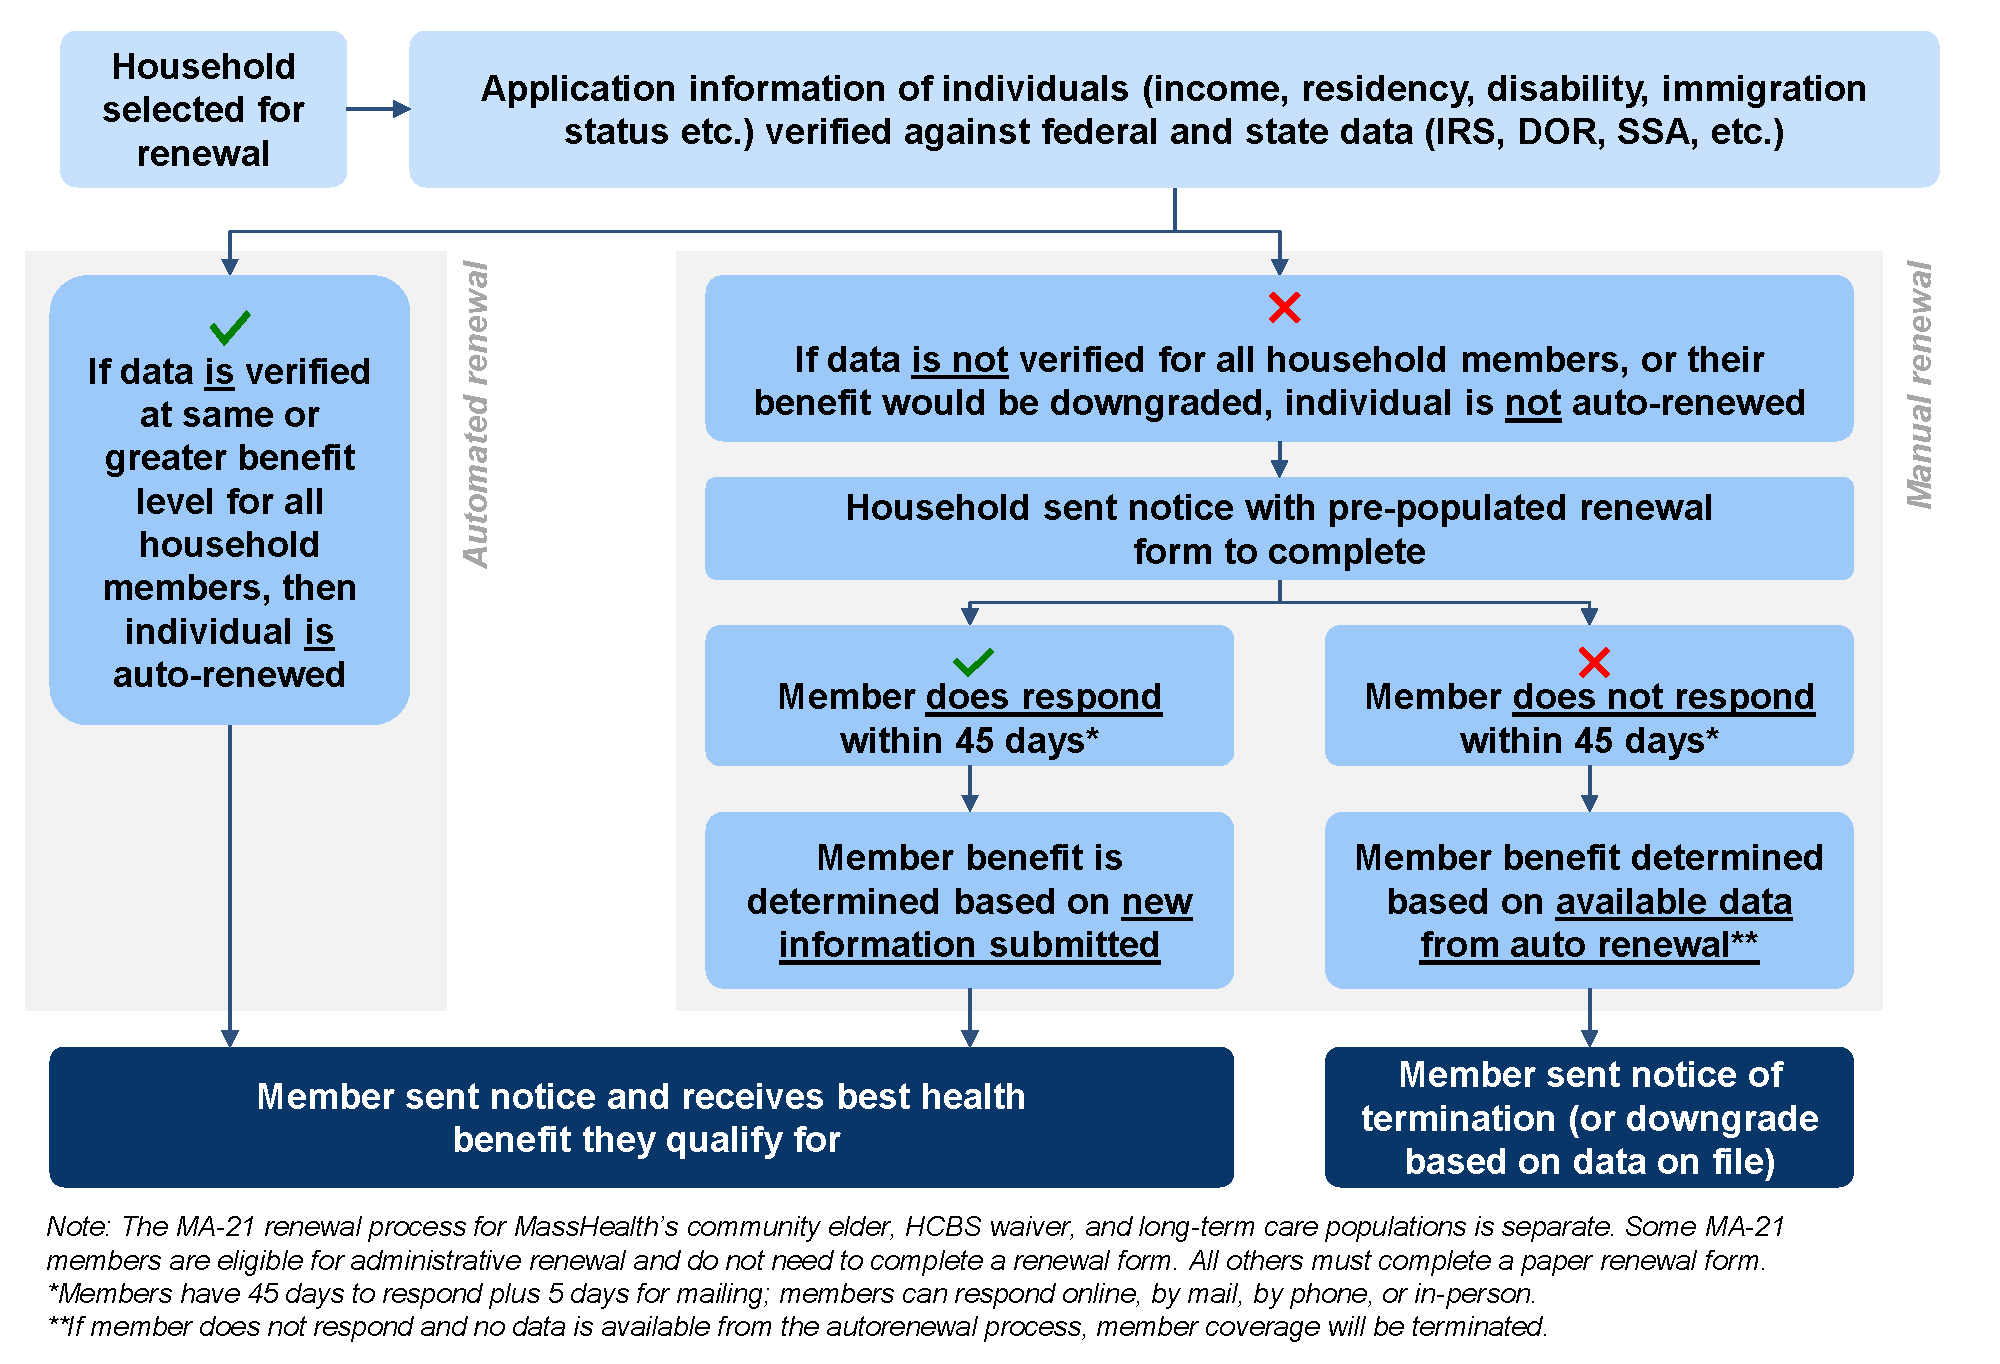 Household
selected for
renewal
Application information of individuals (income, residency, disability, immigration
status etc.) verified against federal and state data (IRS, DOR, SSA, etc.)
Automated renewal
If data is verified
at same or
greater benefit
level for all
household
members, then
individual is
auto-renewed
Manual renewal
If data is not verified for all household members, or their
benefit would be downgraded, individual is not auto-renewed
Household sent notice with pre-populated renewal
form to complete
Member does respond
within 45 days*
Member does not respond
within 45 days*
Member benefit is
determined based on new
information submitted
Member benefit determined
based on available data
from auto renewal**
Member sent notice and receives best health
benefit they qualify for
Member sent notice of
termination (or downgrade
based on data on file)
Note: The MA-21 renewal process for MassHealth’s community elder, HCBS waiver, and long-term care populations is separate. Some MA-21
members are eligible for administrative renewal and do not need to complete a renewal form. All others must complete a paper renewal form.
*Members have 45 days to respond plus 5 days for mailing; members can respond online, by mail, by phone, or in-person.
**If member does not respond and no data is available from the autorenewal process, member coverage will be terminated.